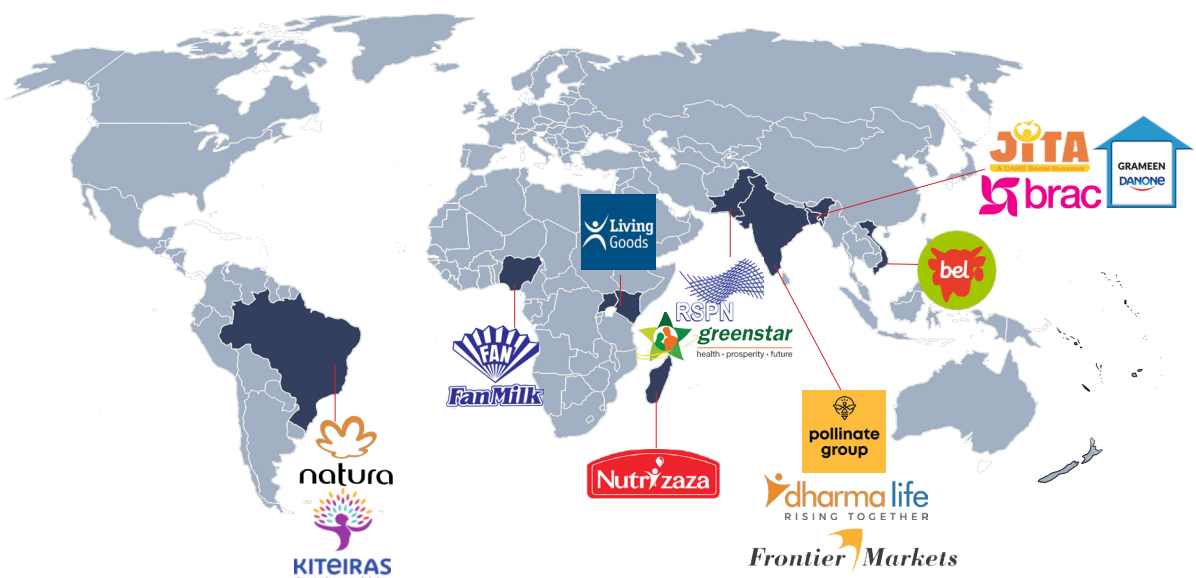 JiTA
A CARE Social Business
GRAMEEN
DANONE
brac
Living
Goods
bel
RSPN
greenstar
health • prosperity • future
FAN
FanMilk
pollinate
group
natura
Nutrizaza
dharma life
RISING TOGETHER
KITEIRAS
Frontier Markets